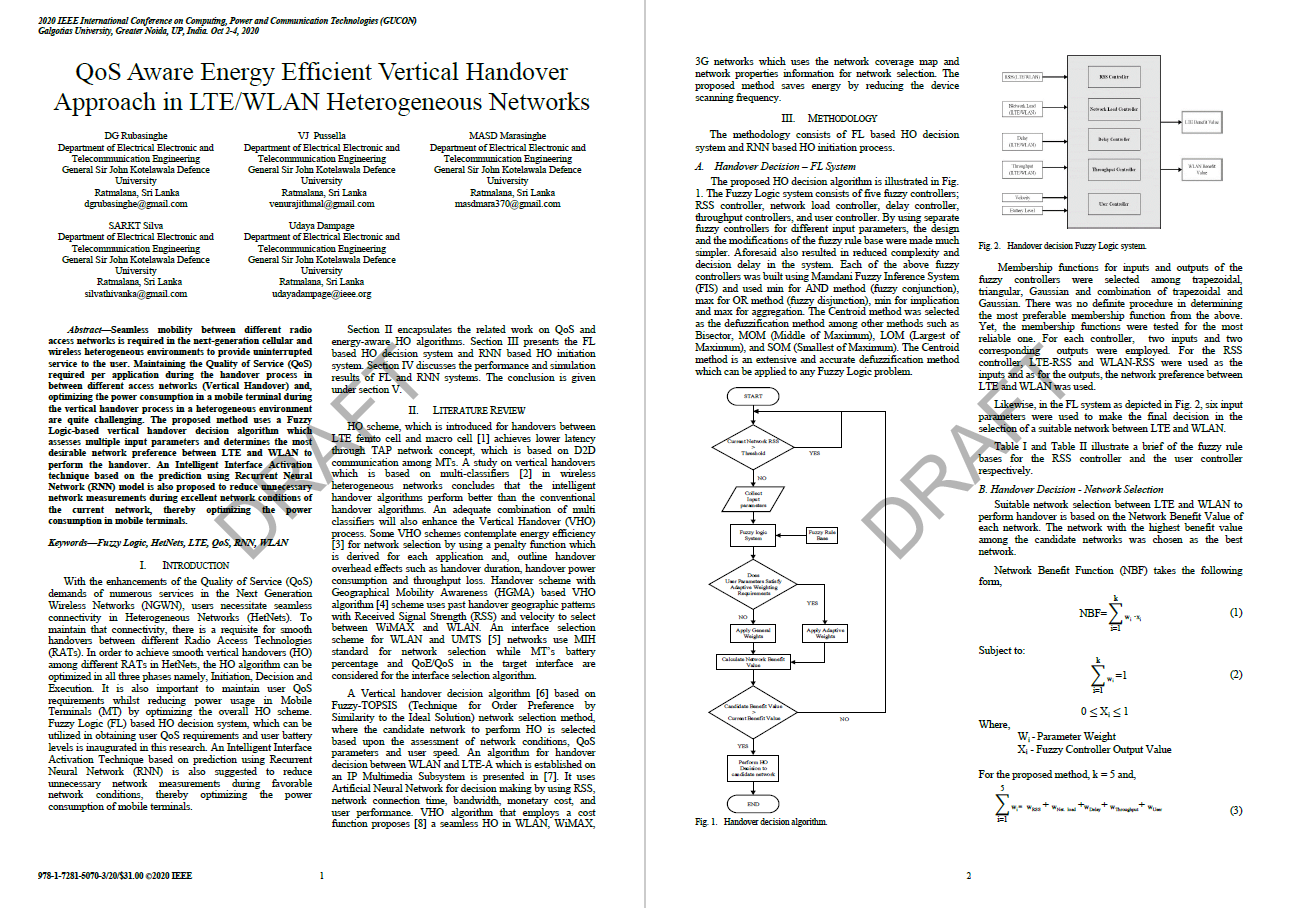 2020 IEEE International Conference on Computing, Power and Communication Technologies (GUCON)
Galgotias University, Greater Noida, UP, India. Oct 2-4, 2020
QoS Aware Energy Efficient Vertical Handover
Approach in LTE/WLAN Heterogeneous Networks
DG Rubasinghe
Department of Electrical Electronic and
Telecommunication Engineering
General Sir John Kotelawala Defence
University
Ratmalana, Sri Lanka
dgrubasinghe@gmail.com
VJ Pussella
Department of Electrical Electronic and
Telecommunication Engineering
General Sir John Kotelawala Defence
University
Ratmalana, Sri Lanka
venurajithmal@gmail.com
MASD Marasinghe
Department of Electrical Electronic and
Telecommunication Engineering
General Sir John Kotelawala Defence
University
Ratmalana, Sri Lanka
masdmara370@gmail.com
SARKT Silva
Department of Electrical Electronic and
Telecommunication Engineering
General Sir John Kotelawala Defence
University
Ratmalana, Sri Lanka
silvathivanka@gmail.com
Udaya Dampage
Department of Electrical Electronic and
Telecommunication Engineering
General Sir John Kotelawala Defence
University
Ratmalana, Sri Lanka
udayadampage@ieee.org
Abstract—Seamless mobility between different radio
access networks is required in the next-generation cellular and
wireless heterogeneous environments to provide uninterrupted
service to the user. Maintaining the Quality of Service (QoS)
required per application during the handover process in
between different access networks (Vertical Handover) and,
optimizing the power consumption in a mobile terminal during
the vertical handover process in a heterogeneous environment
are quite challenging. The proposed method uses a Fuzzy
Logic-based vertical handover decision algorithm which
assesses multiple input parameters and determines the most
desirable network preference between LTE and WLAN to
perform the handover. An Intelligent Interface Activation
technique based on the prediction using Recurrent Neural
Network (RNN) model is also proposed to reduce unnecessary
network measurements during excellent network conditions of
the current network, thereby optimizing the power
consumption in mobile terminals.
Keywords—Fuzzy Logic, HetNets, LTE, QoS, RNN, WLAN
I. INTRODUCTION
With the enhancements of the Quality of Service (QoS)
demands of numerous services in the Next Generation
Wireless Networks (NGWN), users necessitate seamless
connectivity in Heterogeneous Networks (HetNets). To
maintain that connectivity, there is a requisite for smooth
handovers between different Radio Access Technologies
(RATs). In order to achieve smooth vertical handovers (HO)
among different RATs in HetNets, the HO algorithm can be
optimized in all three phases namely, Initiation, Decision and
Execution. It is also important to maintain user QoS
requirements whilst reducing power usage in Mobile
Terminals (MT) by optimizing the overall HO scheme.
Fuzzy Logic (FL) based HO decision system, which can be
utilized in obtaining user QoS requirements and user battery
levels is inaugurated in this research. An Intelligent Interface
Activation Technique based on prediction using Recurrent
Neural Network (RNN) is also suggested to reduce
unnecessary network measurements during favorable
network conditions, thereby optimizing the power
consumption of mobile terminals.
Section II encapsulates the related work on QoS and
energy-aware HO algorithms. Section III presents the FL
based HO decision system and RNN based HO initiation
system. Section IV discusses the performance and simulation
results of FL and RNN systems. The conclusion is given
under section V.
II. LITERATURE REVIEW
HO scheme, which is introduced for handovers between
LTE femto cell and macro cell [1] achieves lower latency
through TAP network concept, which is based on D2D
communication among MTs. A study on vertical handovers
which is based on multi-classifiers [2] in wireless
heterogeneous networks concludes that the intelligent
handover algorithms perform better than the conventional
handover algorithms. An adequate combination of multi
classifiers will also enhance the Vertical Handover (VHO)
process. Some VHO schemes contemplate energy efficiency
[3] for network selection by using a penalty function which
is derived for each application and, outline handover
overhead effects such as handover duration, handover power
consumption and throughput loss. Handover scheme with
Geographical Mobility Awareness (HGMA) based VHO
algorithm [4] scheme uses past handover geographic patterns
with Received Signal Strength (RSS) and velocity to select
between WiMAX and WLAN. An interface selection
scheme for WLAN and UMTS [5] networks use MIH
standard for network selection while MT's battery
percentage and QoE/QoS in the target interface are
considered for the interface selection algorithm.
A Vertical handover decision algorithm [6] based on
Fuzzy-TOPSIS (Technique for Order Preference by
Similarity to the Ideal Solution) network selection method,
where the candidate network to perform HO is selected
based upon the assessment of network conditions, QoS
parameters and user speed. An algorithm for handover
decision between WLAN and LTE-A which is established on
an IP Multimedia Subsystem is presented in [7]. It uses
Artificial Neural Network for decision making by using RSS,
network connection time, bandwidth, monetary cost, and
user performance. VHO algorithm that employs a cost
function proposes [8] a seamless HO in WLAN, WiMAX,
DRAFT
978-1-7281-5070-3/20/$31.00 ©2020 IEEE
1
3G networks which uses the network coverage map and
network properties information for network selection. The
proposed method saves energy by reducing the device
scanning frequency.
III. METHODOLOGY
The methodology consists of FL based HO decision
system and RNN based HO initiation process.
A. Handover Decision – FL System
The proposed HO decision algorithm is illustrated in Fig.
1. The Fuzzy Logic system consists of five fuzzy controllers;
RSS controller, network load controller, delay controller,
throughput controllers, and user controller. By using separate
fuzzy controllers for different input parameters, the design
and the modifications of the fuzzy rule base were made much
simpler. Aforesaid also resulted in reduced complexity and
decision delay in the system. Each of the above fuzzy
controllers was built using Mamdani Fuzzy Inference System
(FIS) and used min for AND method (fuzzy conjunction),
max for OR method (fuzzy disjunction), min for implication
and max for aggregation. The Centroid method was selected
as the defuzzification method among other methods such as
Bisector, MOM (Middle of Maximum), LOM (Largest of
Maximum), and SOM (Smallest of Maximum). The Centroid
method is an extensive and accurate defuzzification method
which can be applied to any Fuzzy Logic problem.
START
Current Network RSS
>
Threshold
YES
NO
Collect
Input
parameters
Fuzzy logic
System
Fuzzy Rule
Base
Does
User Parameters Satisfy
Adaptive Weighting
Requirements
YES
NO
Apply General
Weights
Apply Adaptive
Weights
Calculate Network Benefit
Value
Candidate Benefit Value
>
Current Benefit Value
NO
YES
Perform HO
Decision to
candidate network
END
Fig. 1. Handover decision algorithm.
RSS (LTE/WLAN)
Network Load
(LTE/WLAN)
Delay
(LTE/WLAN)
Throughput
(LTE/WLAN)
Velocity
Battery Level
RSS Controller
Network Load Controller
Delay Controller
Throughput Controller
User Controller
LTE Benefit Value
WLAN Benefit
Value
Fig. 2. Handover decision Fuzzy Logic system.
Membership functions for inputs and outputs of the
fuzzy controllers were selected among trapezoidal,
triangular, Gaussian and combination of trapezoidal and
Gaussian. There was no definite procedure in determining
the most preferable membership function from the above.
Yet, the membership functions were tested for the most
reliable one. For each controller, two inputs and two
corresponding outputs were employed. For the RSS
controller, LTE-RSS and WLAN-RSS were used as the
inputs and as for the outputs, the network preference between
LTE and WLAN was used.
Likewise, in the FL system as depicted in Fig. 2, six input
parameters were used to make the final decision in the
selection of a suitable network between LTE and WLAN.
Table I and Table II illustrate a brief of the fuzzy rule
bases for the RSS controller and the user controller
respectively.
B. Handover Decision - Network Selection
Suitable network selection between LTE and WLAN to
perform handover is based on the Network Benefit Value of
each network. The network with the highest benefit value
among the candidate networks was chosen as the best
network.
Network Benefit Function (NBF) takes the following
form,
NBF=∑ᵏᵢ₌₁ wᵢ ·xᵢ (1)
Subject to:
∑ᵏᵢ₌₁ wᵢ=1 (2)
0 ≤ Xᵢ ≤ 1
Where,
Wᵢ - Parameter Weight
Xᵢ - Fuzzy Controller Output Value
For the proposed method, k = 5 and,
∑⁵ᵢ₌₁ wᵢ= wRSS + wNet. load +wDelay+ wThroughput+ wUser (3)
DRAFT
2